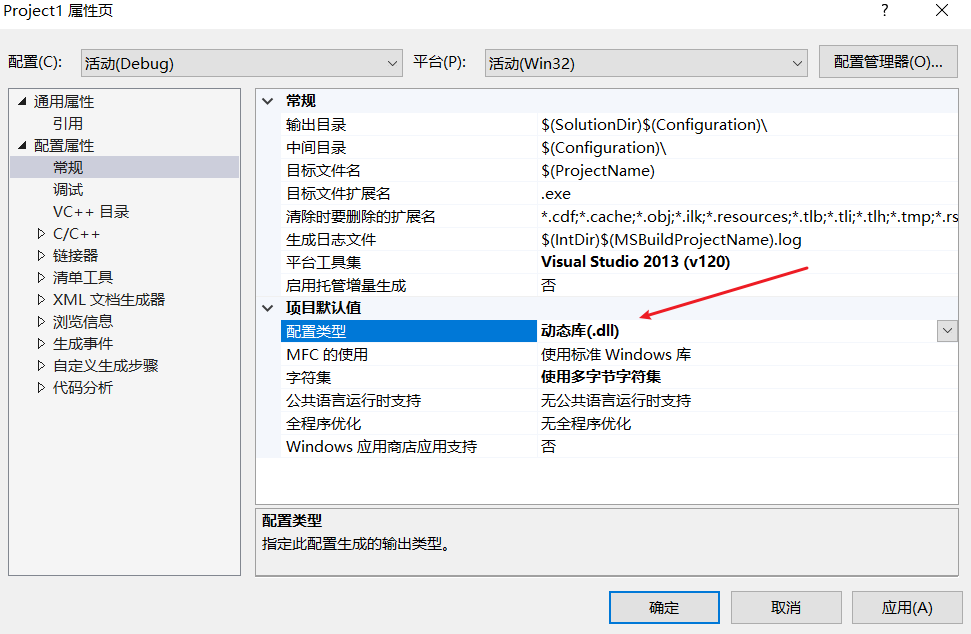 Project1 属性页
?
配置(C):
活动(Debug)
平台(P):
活动(Win32)
配置管理器(O)...
通用属性
引用
配置属性
常规
调试
VC++ 目录
C/C++
链接器
清单工具
XML 文档生成器
浏览信息
生成事件
自定义生成步骤
代码分析
常规
输出目录 $(SolutionDir)$(Configuration)\
中间目录 $(Configuration)\
目标文件名 $(ProjectName)
目标文件扩展名 .exe
清除时要删除的扩展名 *.cdf;*.cache;*.obj;*.ilk;*.resources;*.tlb;*.tli;*.tlh;*.tmp;*.rs
生成日志文件 $(IntDir)$(MSBuildProjectName).log
平台工具集 Visual Studio 2013 (v120)
启用托管增量生成 否
项目默认值
配置类型 动态库(.dll)
MFC 的使用 使用标准 Windows 库
字符集 使用多字节字符集
公共语言运行时支持 无公共语言运行时支持
全程序优化 无全程序优化
Windows 应用商店应用支持 否
配置类型
指定此配置生成的输出类型。
确定
取消
应用(A)